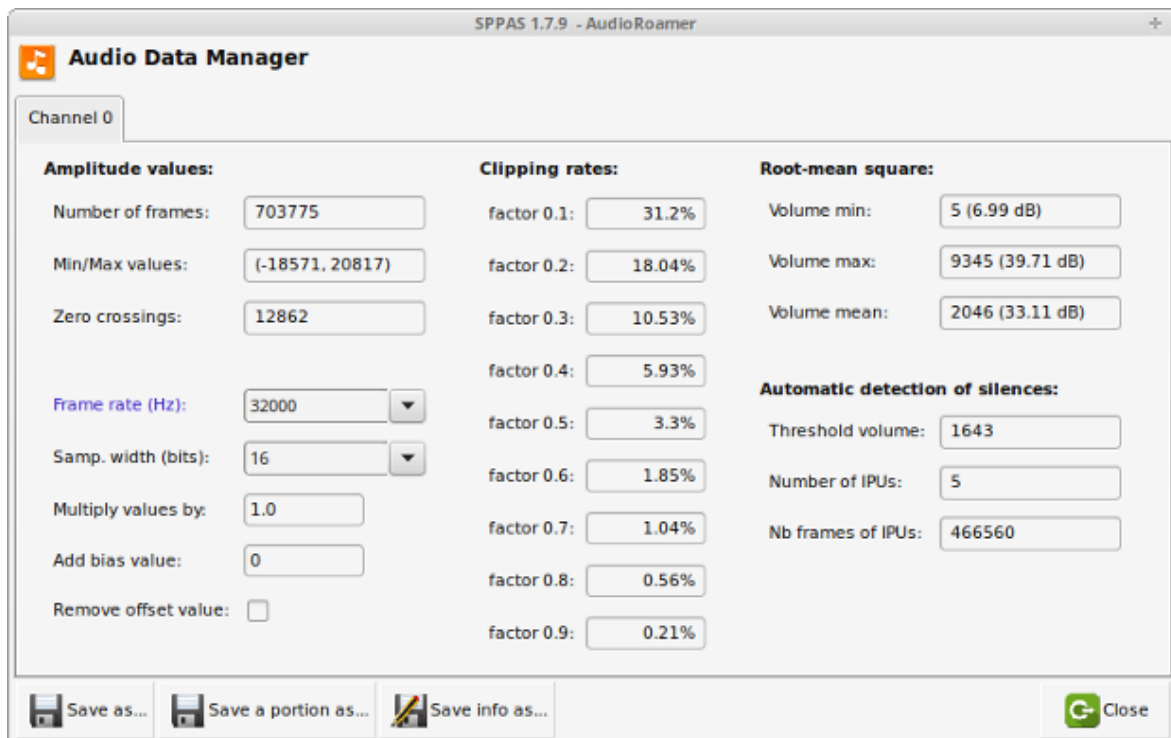 SPPAS 1.7.9 - AudioRoamer
Audio Data Manager
Channel 0
Amplitude values:
Number of frames: 703775
Min/Max values: (-18571, 20817)
Zero crossings: 12862
Frame rate (Hz): 32000
Samp. width (bits): 16
Multiply values by: 1.0
Add bias value: 0
Remove offset value:
Clipping rates:
factor 0.1: 31.2%
factor 0.2: 18.04%
factor 0.3: 10.53%
factor 0.4: 5.93%
factor 0.5: 3.3%
factor 0.6: 1.85%
factor 0.7: 1.04%
factor 0.8: 0.56%
factor 0.9: 0.21%
Root-mean square:
Volume min: 5 (6.99 dB)
Volume max: 9345 (39.71 dB)
Volume mean: 2046 (33.11 dB)
Automatic detection of silences:
Threshold volume: 1643
Number of IPUs: 5
Nb frames of IPUs: 466560
Save as...
Save a portion as...
Save info as...
Close